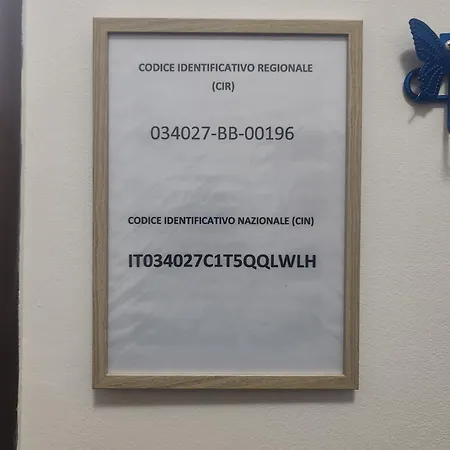 CODICE IDENTIFICATIVO REGIONALE
(CIR)
034027-BB-00196
CODICE IDENTIFICATIVO NAZIONALE (CIN)
IT034027C1T5QQLWLH